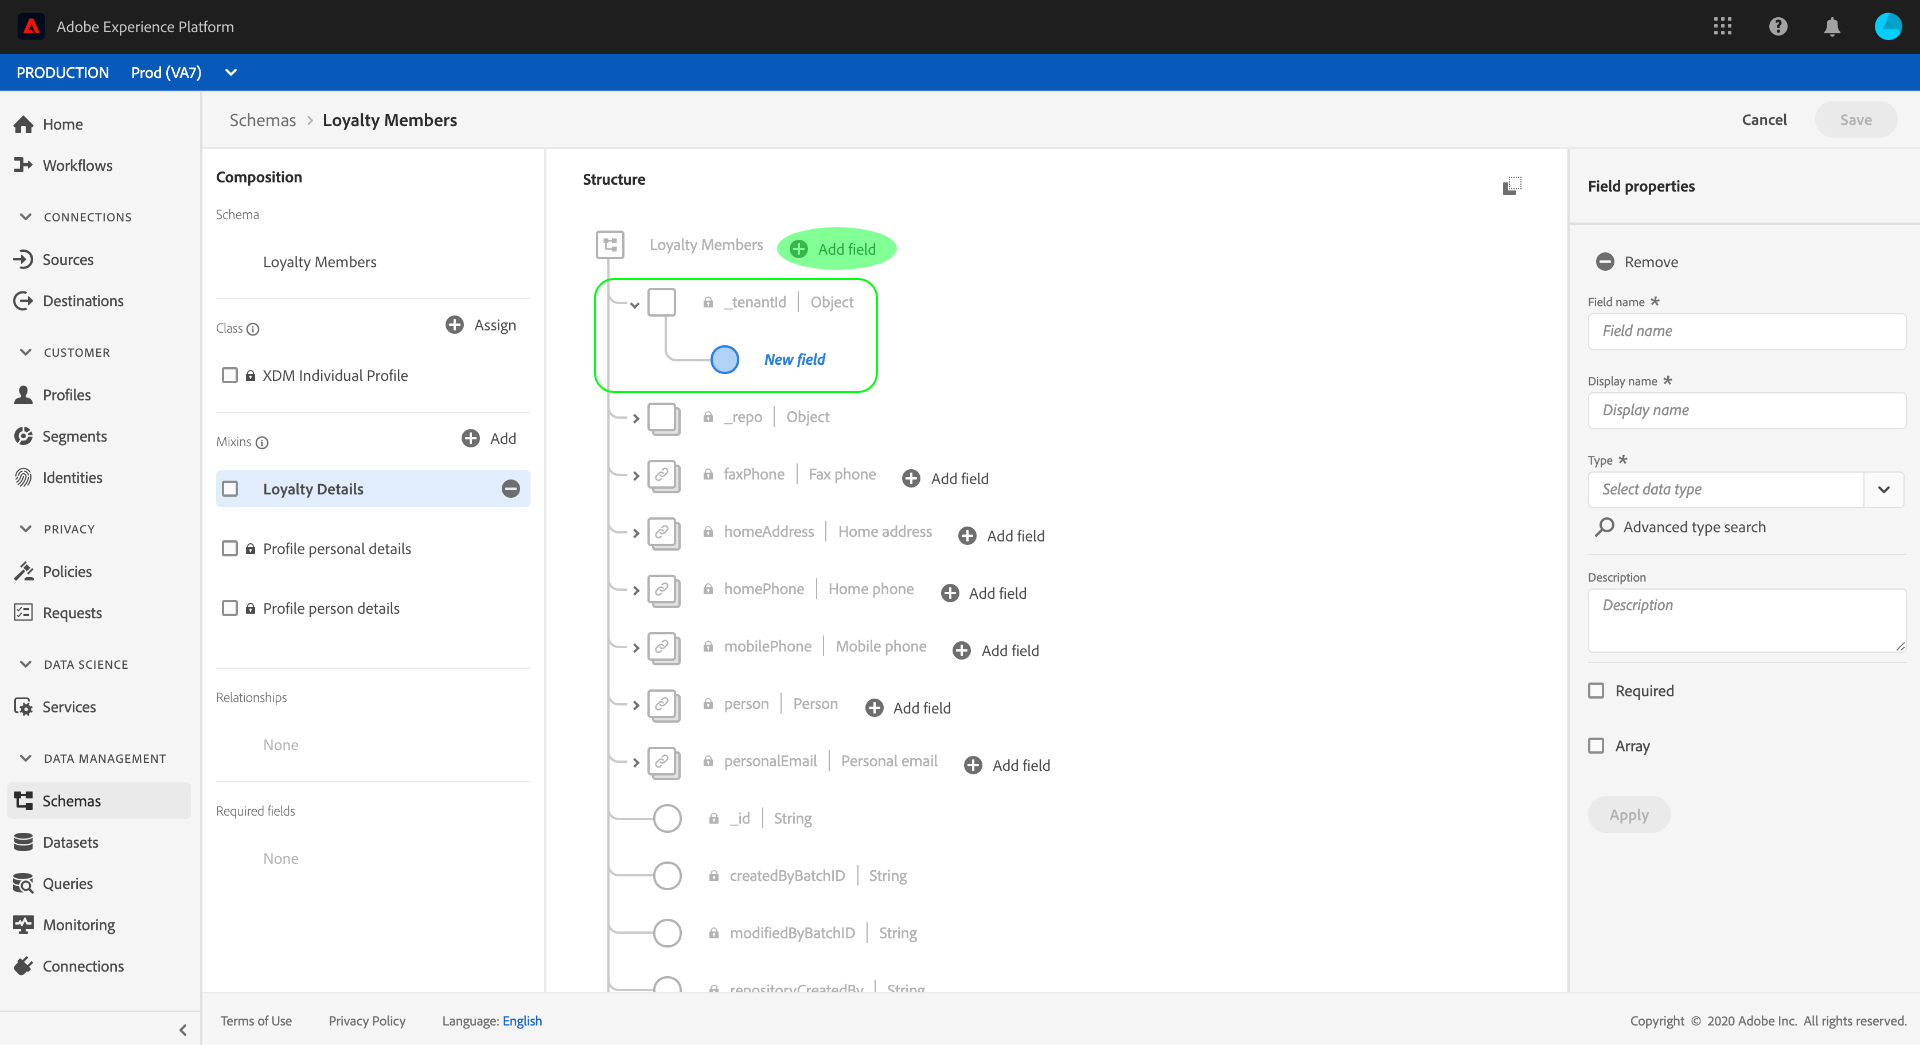 Adobe Experience Platform
PRODUCTION Prod (VA7)
Home
Workflows
CONNECTIONS
Sources
Destinations
CUSTOMER
Profiles
Segments
Identities
PRIVACY
Policies
Requests
DATA SCIENCE
Services
DATA MANAGEMENT
Schemas
Datasets
Queries
Monitoring
Connections
Schemas > Loyalty Members
Cancel Save
Composition
Schema
Loyalty Members
Class
Assign
XDM Individual Profile
Mixins
Add
Loyalty Details
Profile personal details
Profile person details
Relationships
None
Required fields
None
Structure
Loyalty Members Add field
_tenantId | Object
New field
_repo | Object
faxPhone | Fax phone Add field
homeAddress | Home address Add field
homePhone | Home phone Add field
mobilePhone | Mobile phone Add field
person | Person Add field
personalEmail | Personal email Add field
_id | String
createdByBatchID | String
modifiedByBatchID | String
repositoryCreatedBy | String
Field properties
Remove
Field name *
Field name
Display name *
Display name
Type *
Select data type
Advanced type search
Description
Description
Required
Array
Apply
Terms of Use Privacy Policy Language: English
Copyright © 2020 Adobe Inc. All rights reserved.